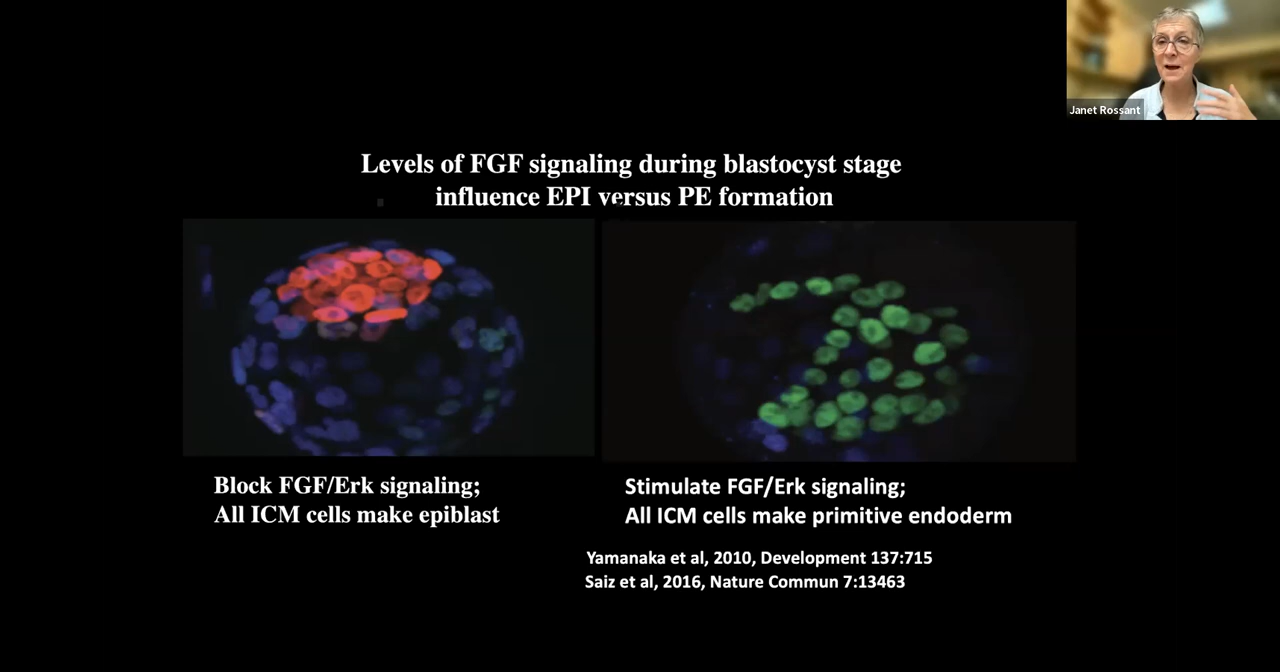 Janet Rossant
Levels of FGF signaling during blastocyst stage
influence EPI versus PE formation
Block FGF/Erk signaling;
All ICM cells make epiblast
Stimulate FGF/Erk signaling;
All ICM cells make primitive endoderm
Yamanaka et al, 2010, Development 137:715
Saiz et al, 2016, Nature Commun 7:13463